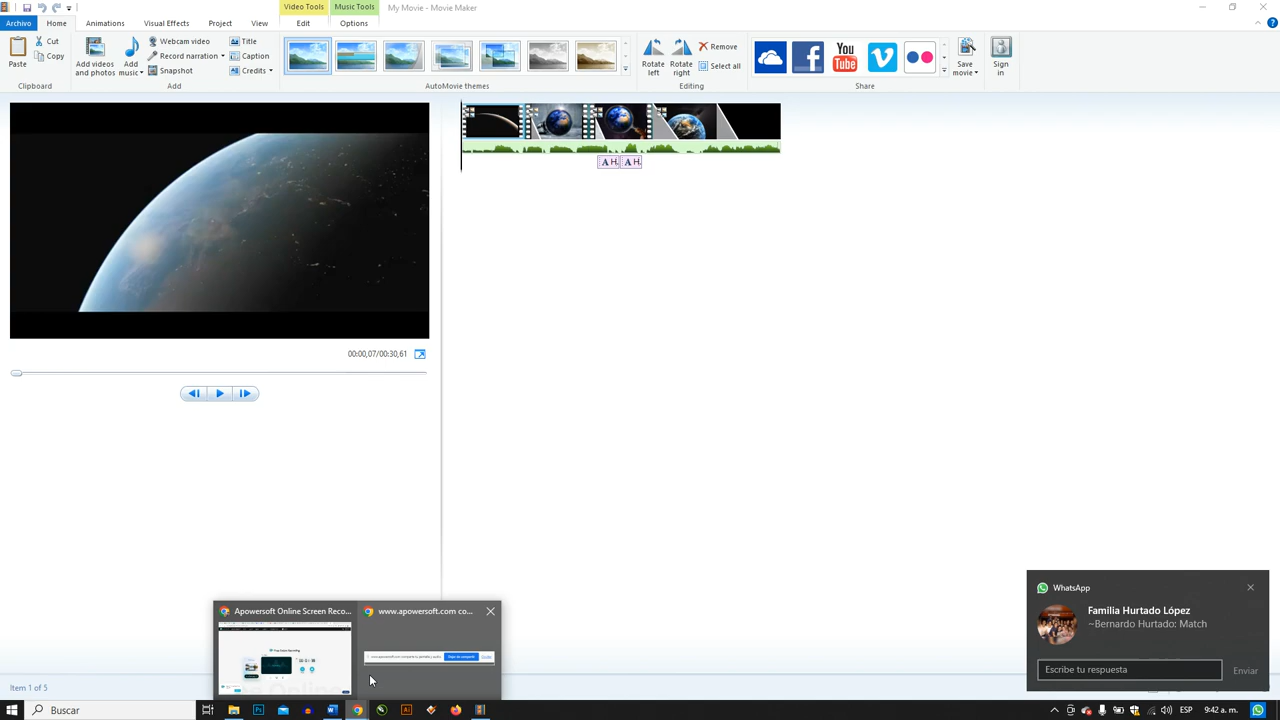 Video Tools Music Tools My Movie - Movie Maker
Archivo Home Animations Visual Effects Project View Edit Options
Paste
Cut
Copy
Clipboard
Add videos
and photos
Add
music
Webcam video
Record narration
Snapshot
Title
Caption
Credits
Add
AutoMovie themes
Rotate
left
Rotate
right
Remove
Select all
Editing
You
Tube
Share
Save
movie
Sign
in
A H. A H.
00:00,07/00:30,61
Apowersoft Online Screen Reco...
www.apowersoft.com co...
WhatsApp
Familia Hurtado López
~Bernardo Hurtado: Match
Escribe tu respuesta
Enviar
Item 1 of 5
Buscar
ESP
9:42 a. m.